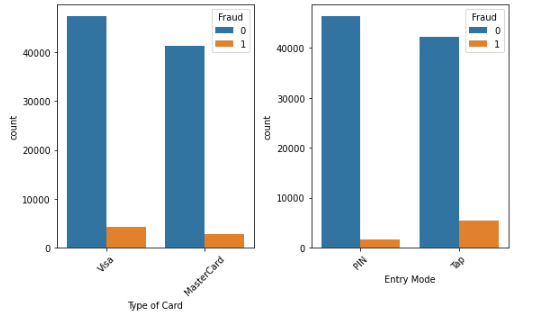 Fraud
0
1
40000
30000
20000
10000
0
count
Visa
MasterCard
Type of Card
Fraud
0
1
40000
30000
20000
10000
0
count
PIN
Tap
Entry Mode